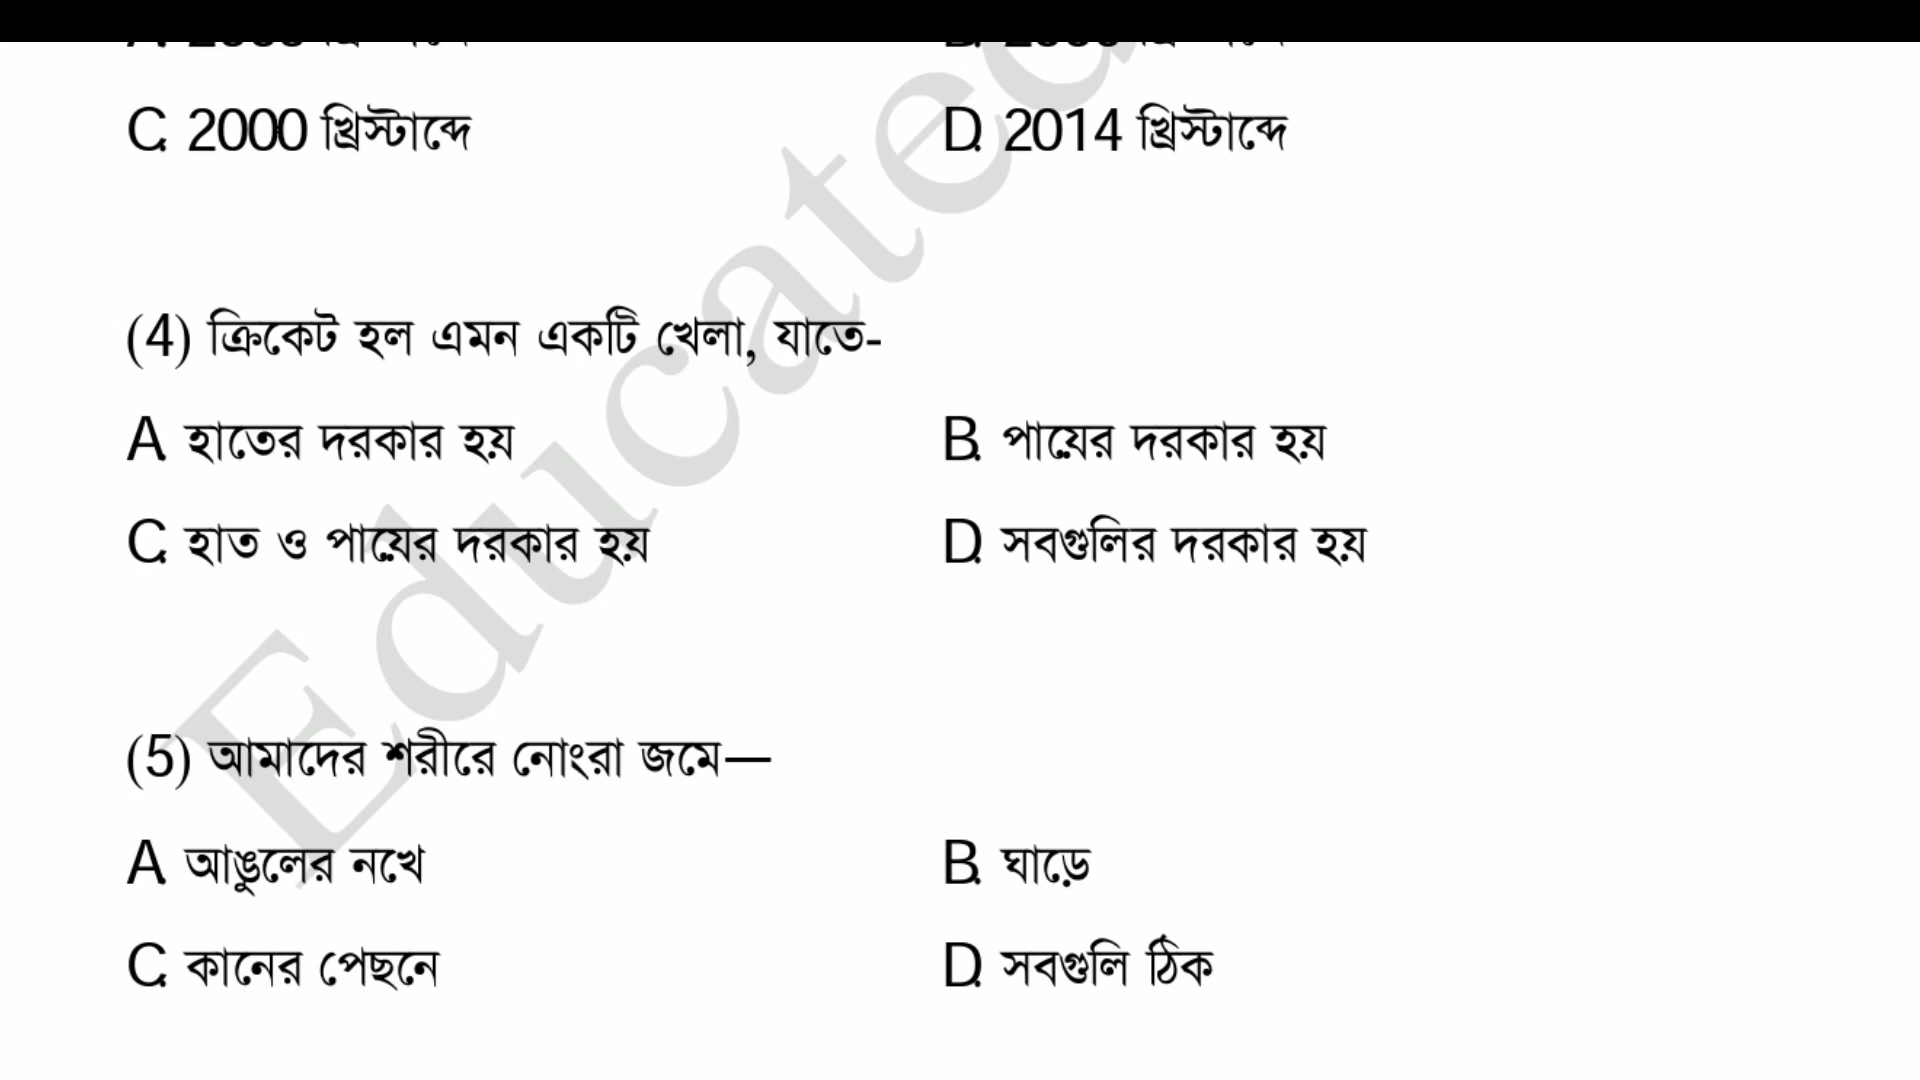 C. 2000 খ্রিস্টাব্দে
D. 2014 খ্রিস্টাব্দে
(4) ক্রিকেট হল এমন একটি খেলা, যাতে-
A. হাতের দরকার হয়
B. পায়ের দরকার হয়
C. হাত ও পায়ের দরকার হয়
D. সবগুলির দরকার হয়
(5) আমাদের শরীরে নোংরা জমে—
A. আঙুলের নখে
B. ঘাড়ে
C. কানের পেছনে
D. সবগুলি ঠিক
Educated